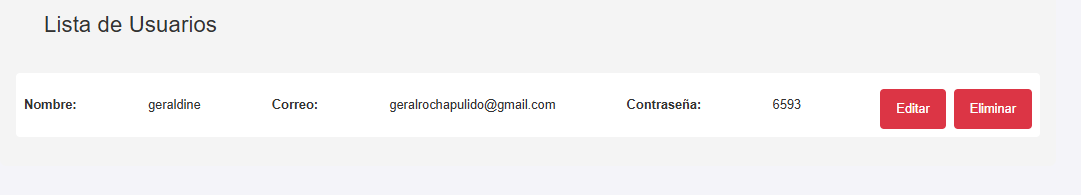 Lista de Usuarios
Nombre: geraldine Correo: geralrochapulido@gmail.com Contraseña: 6593 Editar Eliminar